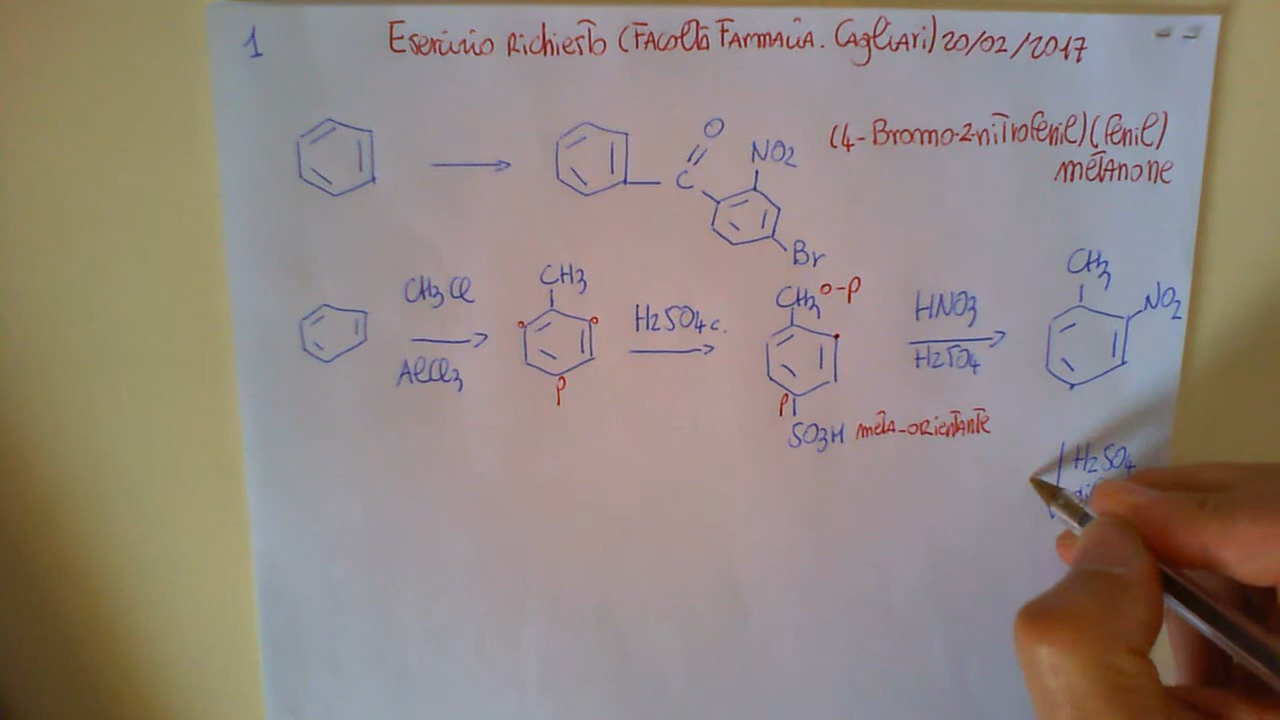 1
Esercizio Richiesto (Facoltà Farmacia. Cagliari) 20/02/2017
O
C
NO2
Br
(4-Bromo-2-nitrofenil)(fenil)
metanone
CH3Cl
AlCl3
CH3
P
H2SO4 c.
CH3 o-p
P
SO3H meta-orientante
HNO3
H2SO4
CH3
NO2
H2SO4